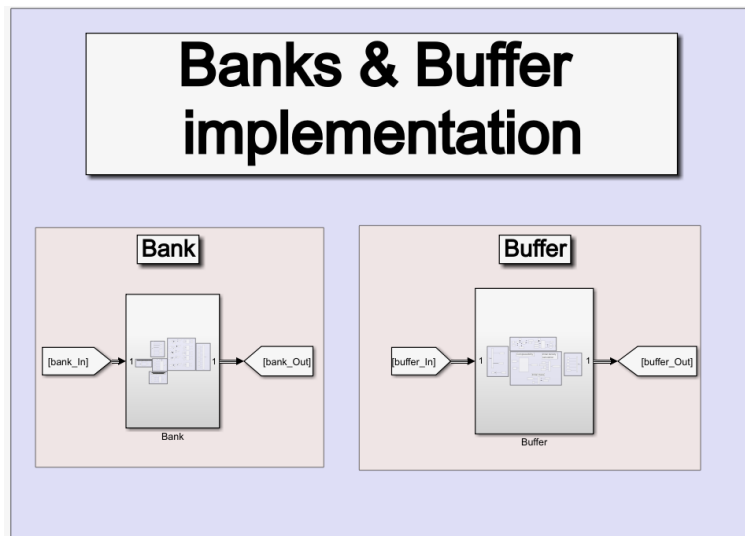 Banks & Buffer
implementation
Bank
Buffer
[bank_In]
1
1
[bank_Out]
Bank
[buffer_In]
1
1
[buffer_Out]
Buffer